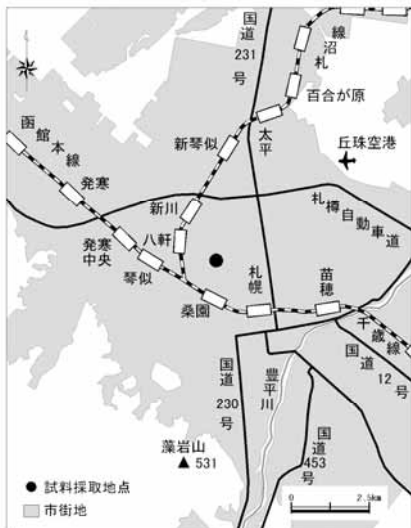 国道
231
号
札沼線
百合が原
太平
新琴似
丘珠空港
函館本線
発寒
新川
札樽自動車道
八軒
発寒
中央
琴似
札幌
苗穂
桑園
千歳線
国道
12
号
国道
230
号
豊平川
国道
453
号
藻岩山
▲ 531
● 試料採取地点
市街地
0 2.5km